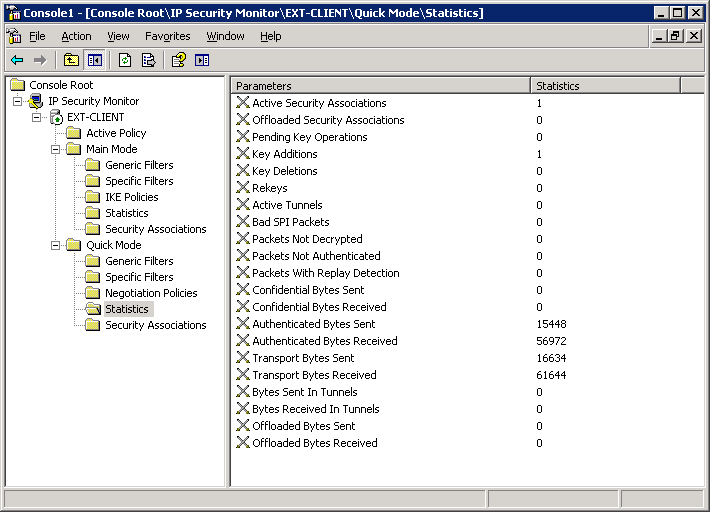 Console1 - [Console Root\IP Security Monitor\EXT-CLIENT\Quick Mode\Statistics]
File Action View Favorites Window Help
Console Root
IP Security Monitor
EXT-CLIENT
Active Policy
Main Mode
Generic Filters
Specific Filters
IKE Policies
Statistics
Security Associations
Quick Mode
Generic Filters
Specific Filters
Negotiation Policies
Statistics
Security Associations
Parameters Statistics
Active Security Associations 1
Offloaded Security Associations 0
Pending Key Operations 0
Key Additions 1
Key Deletions 0
Rekeys 0
Active Tunnels 0
Bad SPI Packets 0
Packets Not Decrypted 0
Packets Not Authenticated 0
Packets With Replay Detection 0
Confidential Bytes Sent 0
Confidential Bytes Received 0
Authenticated Bytes Sent 15448
Authenticated Bytes Received 56972
Transport Bytes Sent 16634
Transport Bytes Received 61644
Bytes Sent In Tunnels 0
Bytes Received In Tunnels 0
Offloaded Bytes Sent 0
Offloaded Bytes Received 0